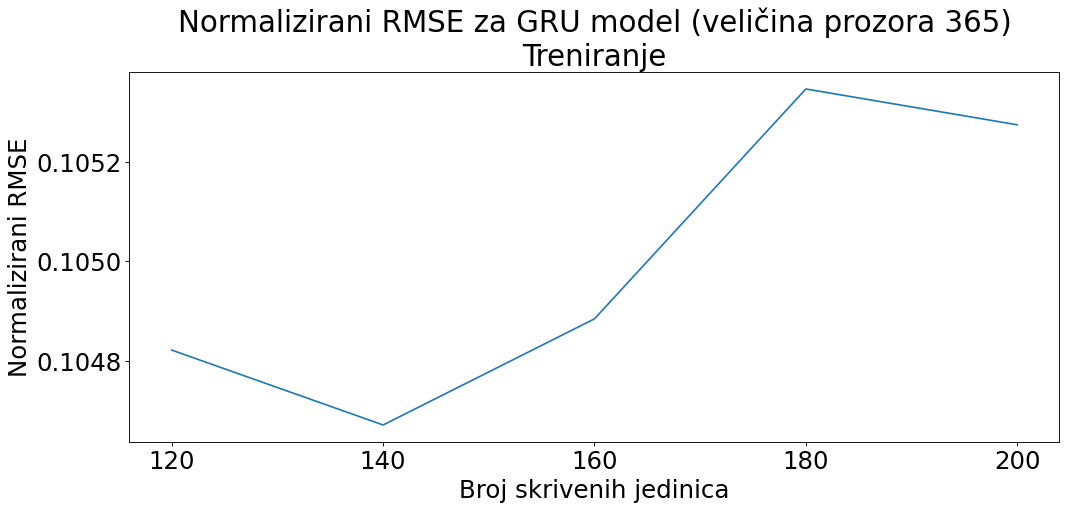 Normalizirani RMSE za GRU model (veličina prozora 365)
Treniranje
Normalizirani RMSE
0.1052
0.1050
0.1048
120 140 160 180 200
Broj skrivenih jedinica